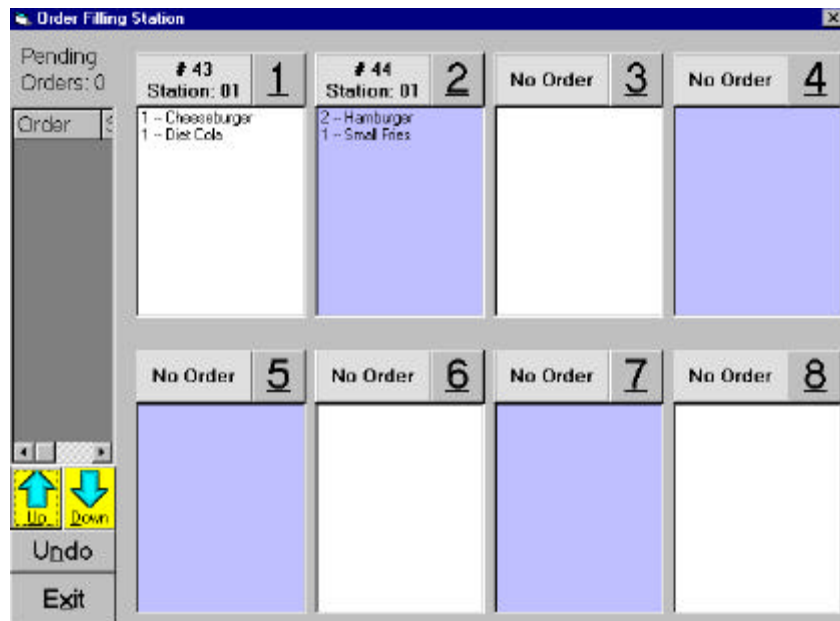 Order Filling Station
Pending
Orders: 0
Order S
# 43
Station: 01
1
1 -- Cheeseburger
1 -- Diet Cola
# 44
Station: 01
2
2 -- Hamburger
1 -- Small Fries
No Order 3
No Order 4
No Order 5
No Order 6
No Order 7
No Order 8
Up Down
Undo
Exit